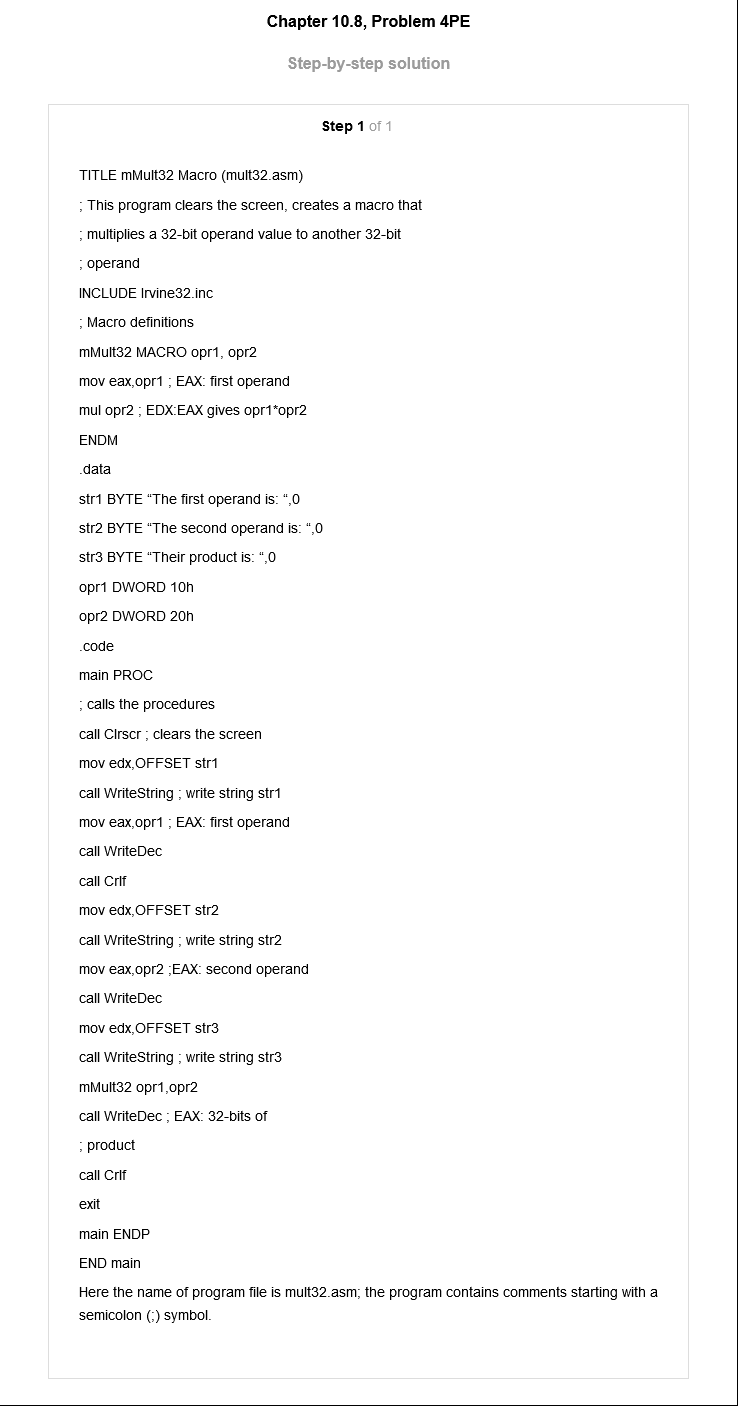 Chapter 10.8, Problem 4PE
Step-by-step solution
Step 1 of 1
TITLE mMult32 Macro (mult32.asm)
; This program clears the screen, creates a macro that
; multiplies a 32-bit operand value to another 32-bit
; operand
INCLUDE Irvine32.inc
; Macro definitions
mMult32 MACRO opr1, opr2
mov eax,opr1 ; EAX: first operand
mul opr2 ; EDX:EAX gives opr1*opr2
ENDM
.data
str1 BYTE “The first operand is: “,0
str2 BYTE “The second operand is: “,0
str3 BYTE “Their product is: “,0
opr1 DWORD 10h
opr2 DWORD 20h
.code
main PROC
; calls the procedures
call Clrscr ; clears the screen
mov edx,OFFSET str1
call WriteString ; write string str1
mov eax,opr1 ; EAX: first operand
call WriteDec
call Crlf
mov edx,OFFSET str2
call WriteString ; write string str2
mov eax,opr2 ;EAX: second operand
call WriteDec
mov edx,OFFSET str3
call WriteString ; write string str3
mMult32 opr1,opr2
call WriteDec ; EAX: 32-bits of
; product
call Crlf
exit
main ENDP
END main
Here the name of program file is mult32.asm; the program contains comments starting with a
semicolon (;) symbol.